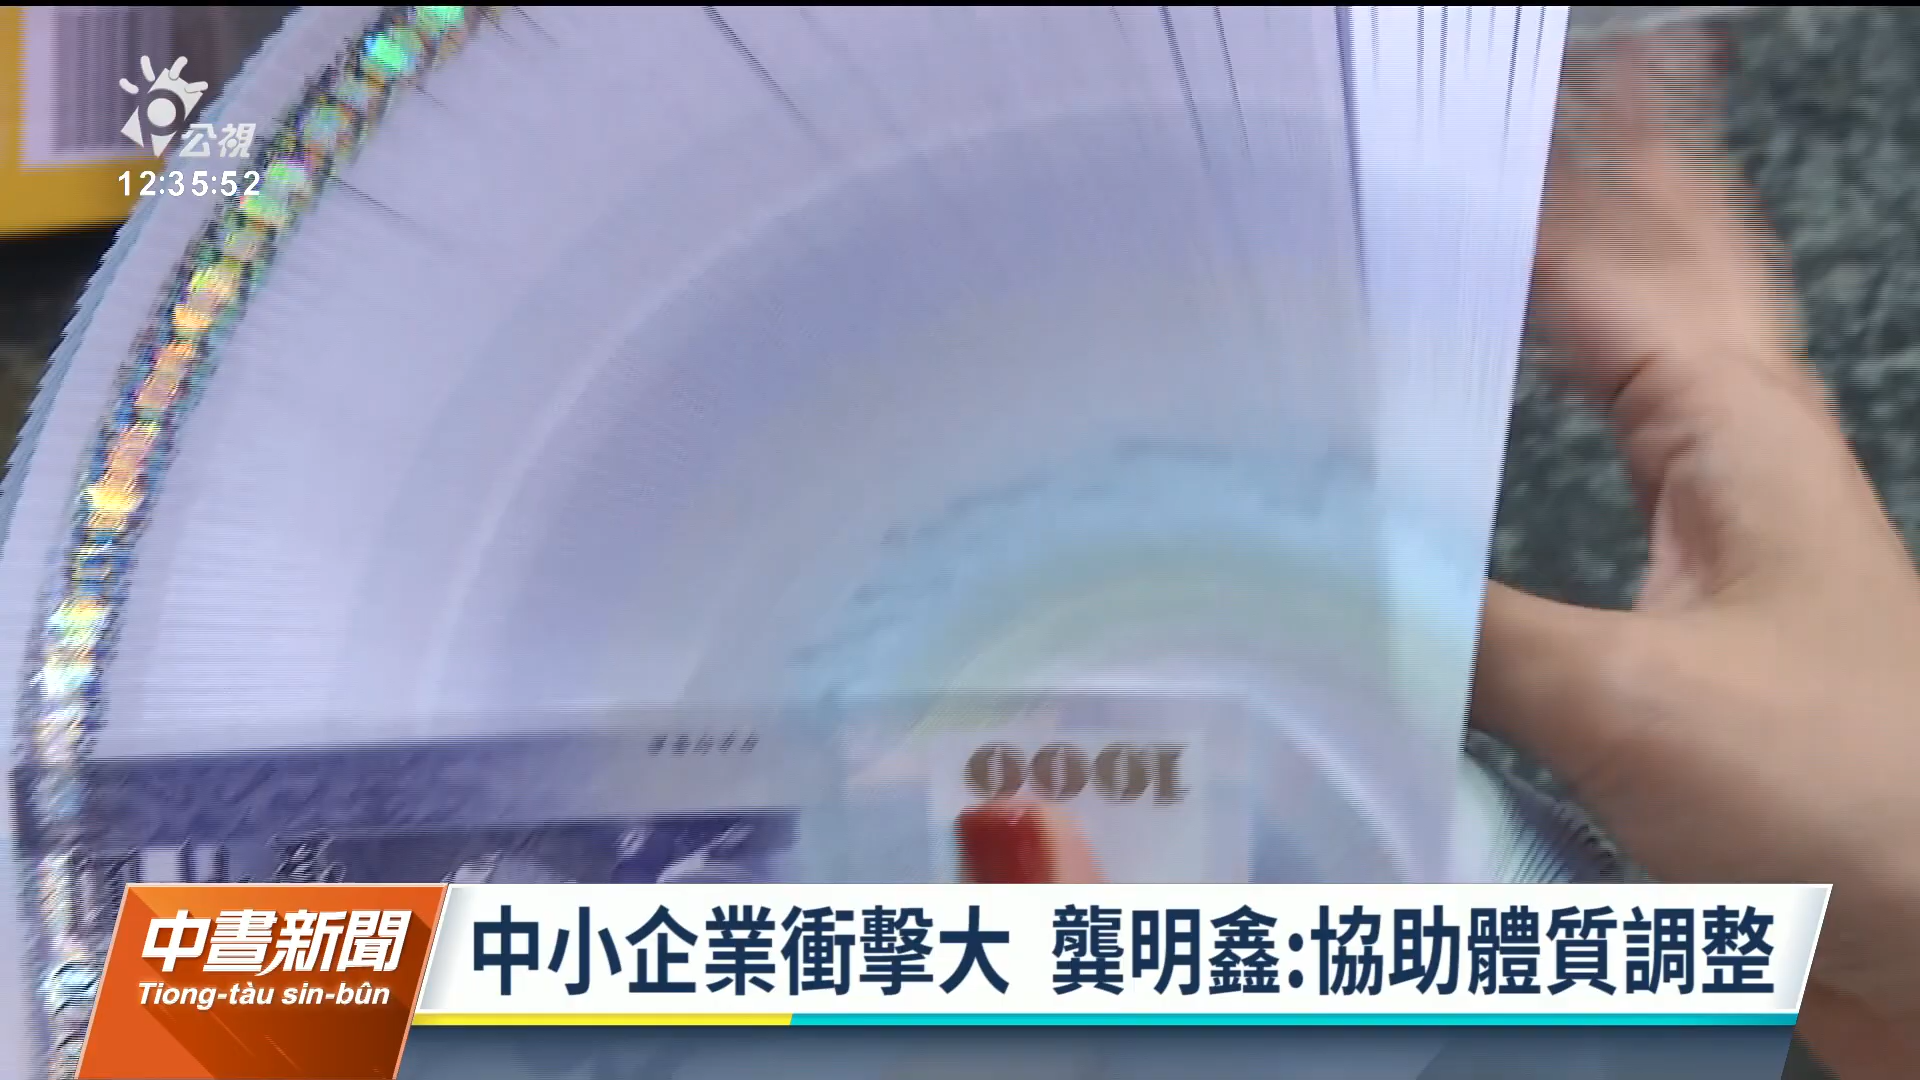 公視
12:35:52
1000
中晝新聞
Tiong-tàu sin-bûn
中小企業衝擊大 龔明鑫:協助體質調整